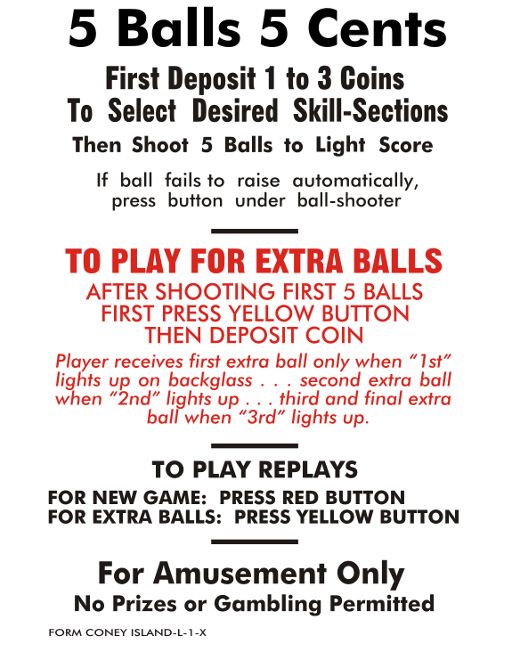 5 Balls 5 Cents
First Deposit 1 to 3 Coins
To Select Desired Skill-Sections
Then Shoot 5 Balls to Light Score
If ball fails to raise automatically,
press button under ball-shooter
TO PLAY FOR EXTRA BALLS
AFTER SHOOTING FIRST 5 BALLS
FIRST PRESS YELLOW BUTTON
THEN DEPOSIT COIN
Player receives first extra ball only when “1st”
lights up on backglass . . . second extra ball
when “2nd” lights up . . . third and final extra
ball when “3rd” lights up.
TO PLAY REPLAYS
FOR NEW GAME: PRESS RED BUTTON
FOR EXTRA BALLS: PRESS YELLOW BUTTON
For Amusement Only
No Prizes or Gambling Permitted
FORM CONEY ISLAND-L-1-X